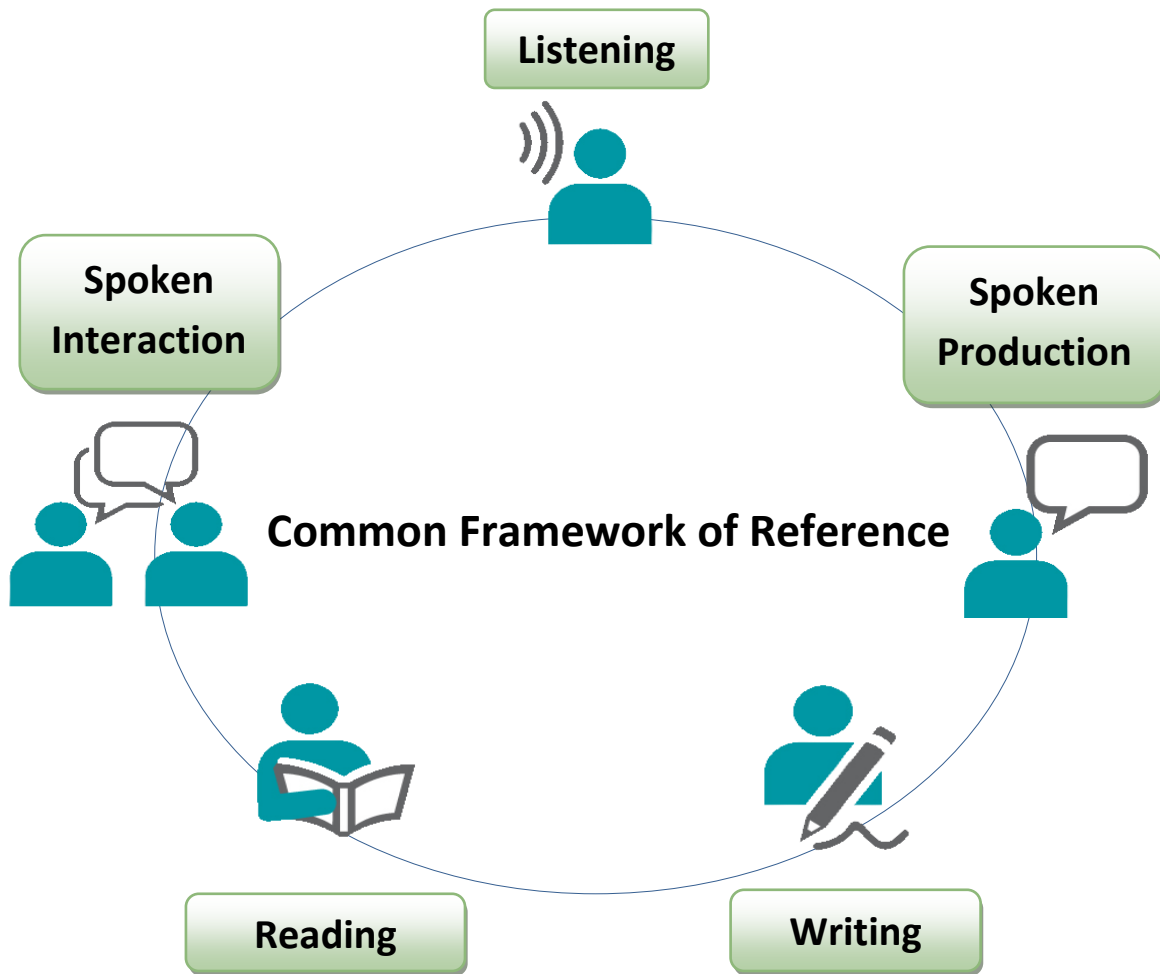 Listening
Spoken
Interaction
Spoken
Production
Common Framework of Reference
Reading
Writing